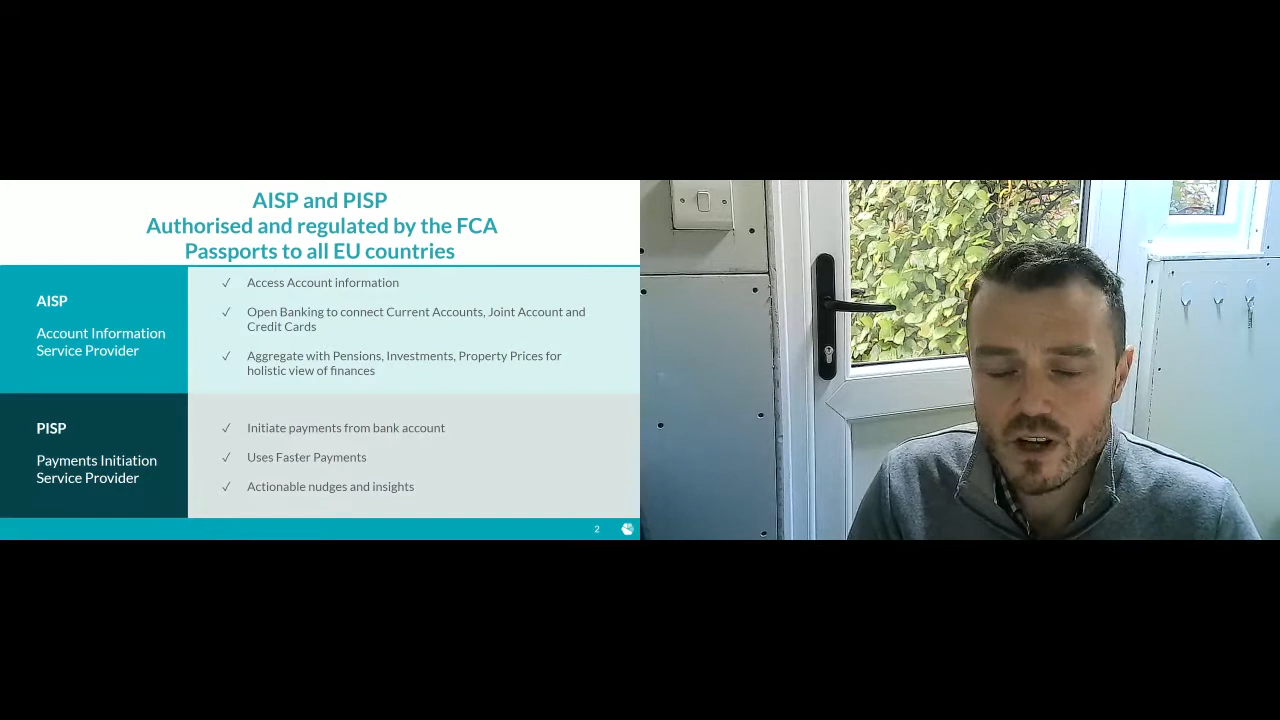 AISP and PISP
Authorised and regulated by the FCA
Passports to all EU countries
AISP
Account Information
Service Provider
✓ Access Account information
✓ Open Banking to connect Current Accounts, Joint Account and
Credit Cards
✓ Aggregate with Pensions, Investments, Property Prices for
holistic view of finances
PISP
Payments Initiation
Service Provider
✓ Initiate payments from bank account
✓ Uses Faster Payments
✓ Actionable nudges and insights
2